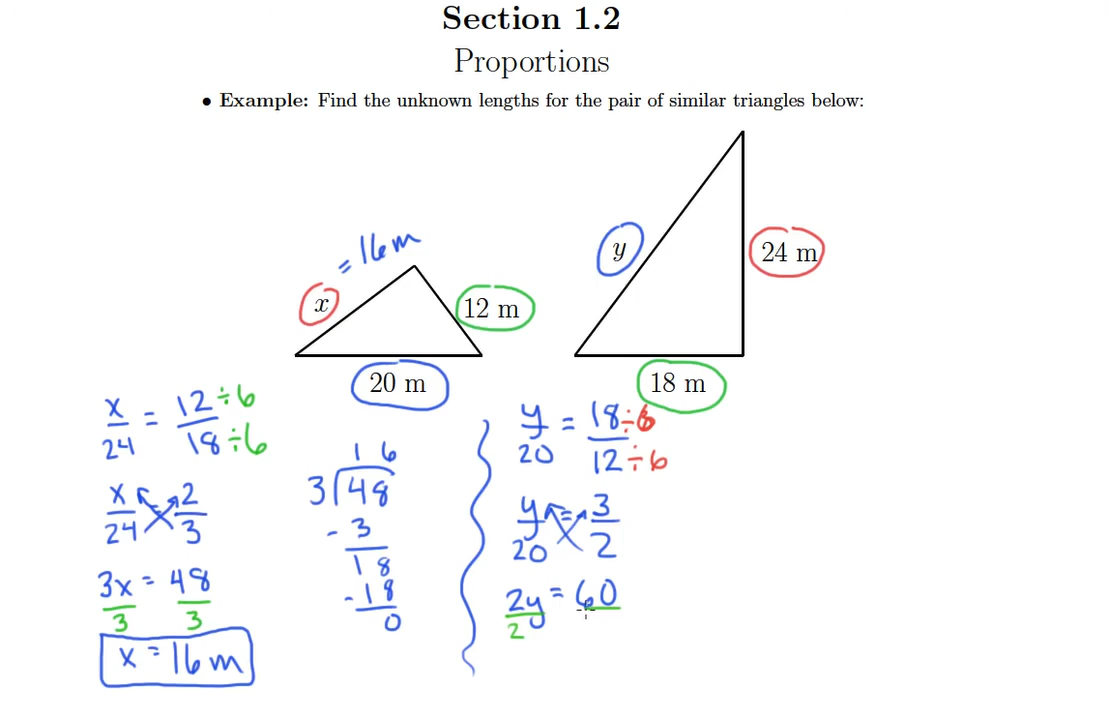 Section 1.2
Proportions
• Example: Find the unknown lengths for the pair of similar triangles below:
= 16m
x
12 m
20 m
y
24 m
18 m
x/24 = 12÷6/18÷6
x/24 = 2/3
3x = 48
3 3
x = 16m
16
3)48
-3
18
-18
0
y/20 = 18÷6/12÷6
y/20 = 3/2
2y = 60
2